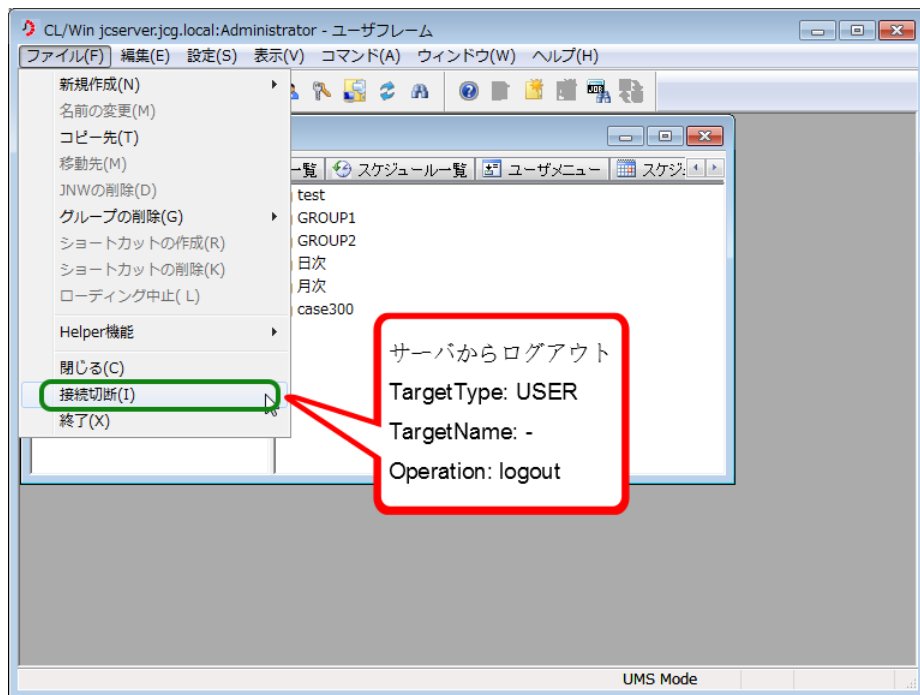 CL/Win jcserver.jcg.local:Administrator - ユーザフレーム
ファイル(F) 編集(E) 設定(S) 表示(V) コマンド(A) ウィンドウ(W) ヘルプ(H)
新規作成(N)
名前の変更(M)
コピー先(T)
移動先(M)
JNWの削除(D)
グループの削除(G)
ショートカットの作成(R)
ショートカットの削除(K)
ローディング中止( L)
Helper機能
閉じる(C)
接続切断(I)
終了(X)
JOB
一覧 スケジュール一覧 ユーザメニュー スケジ
test
GROUP1
GROUP2
日次
月次
case300
サーバからログアウト
TargetType: USER
TargetName: -
Operation: logout
UMS Mode